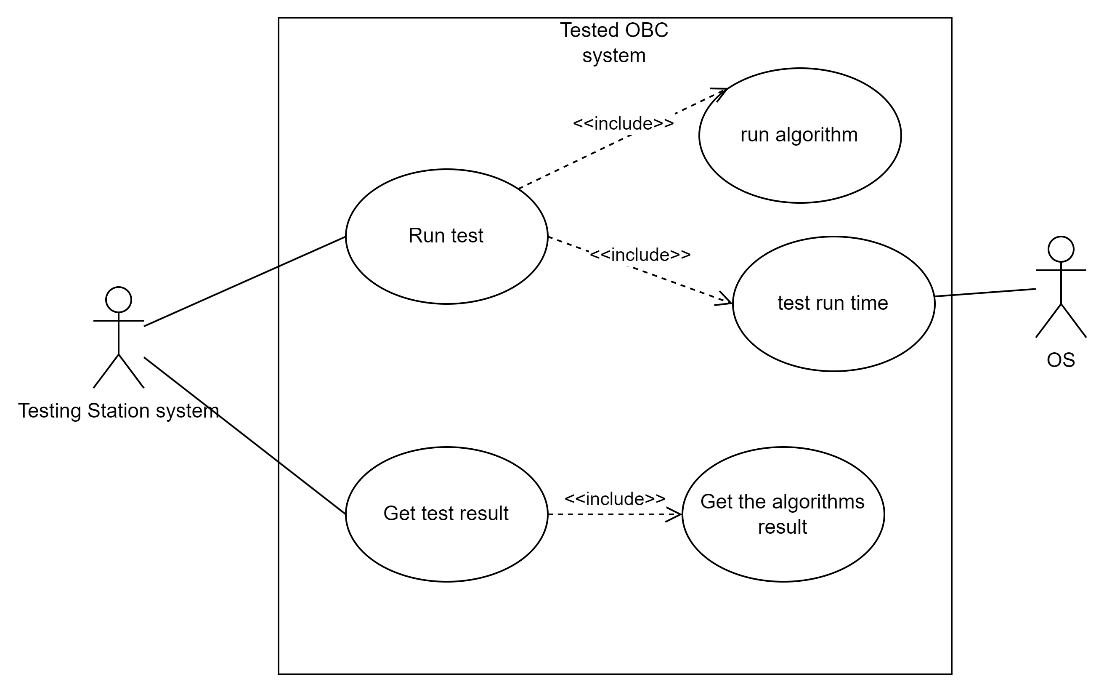 Tested OBC
system
<<include>>
run algorithm
Run test
<<include>>
test run time
OS
Testing Station system
<<include>>
Get test result
Get the algorithms
result